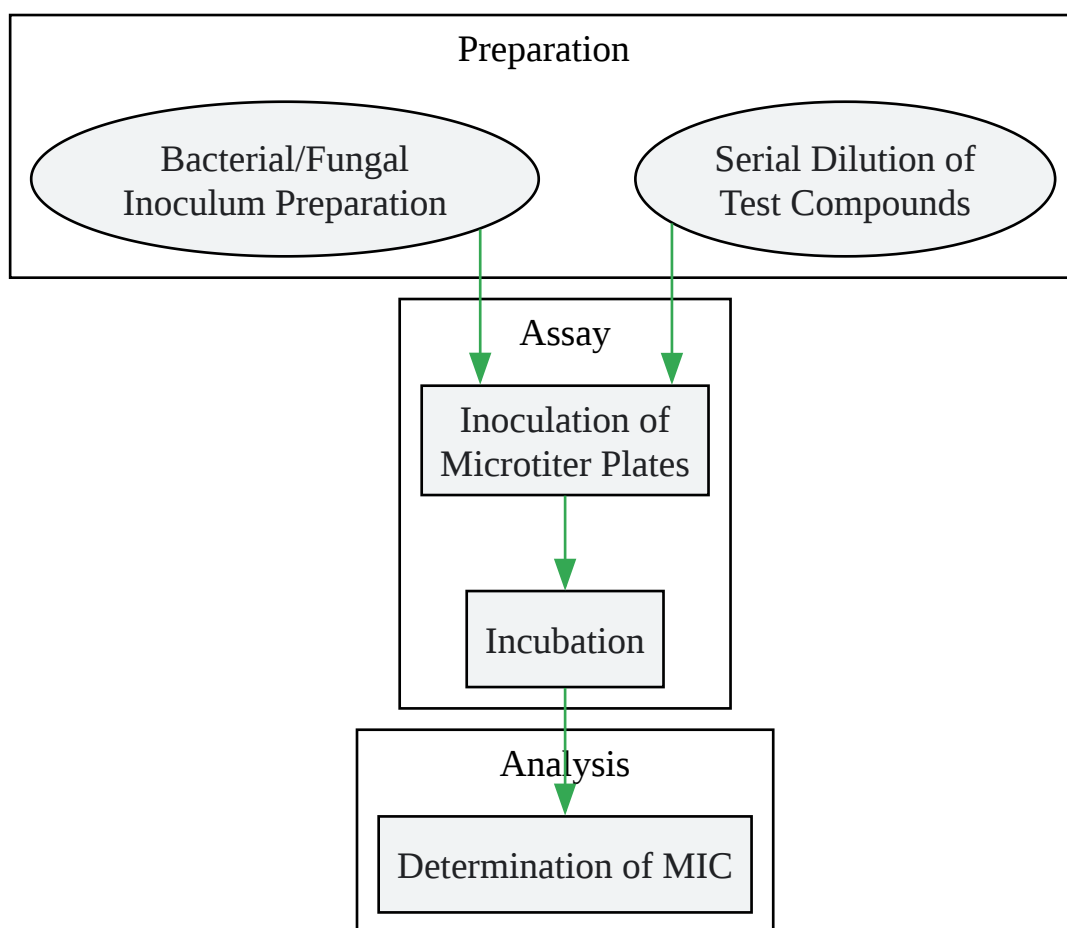 Preparation
Bacterial/Fungal
Inoculum Preparation
Serial Dilution of
Test Compounds
Assay
Inoculation of
Microtiter Plates
Incubation
Analysis
Determination of MIC